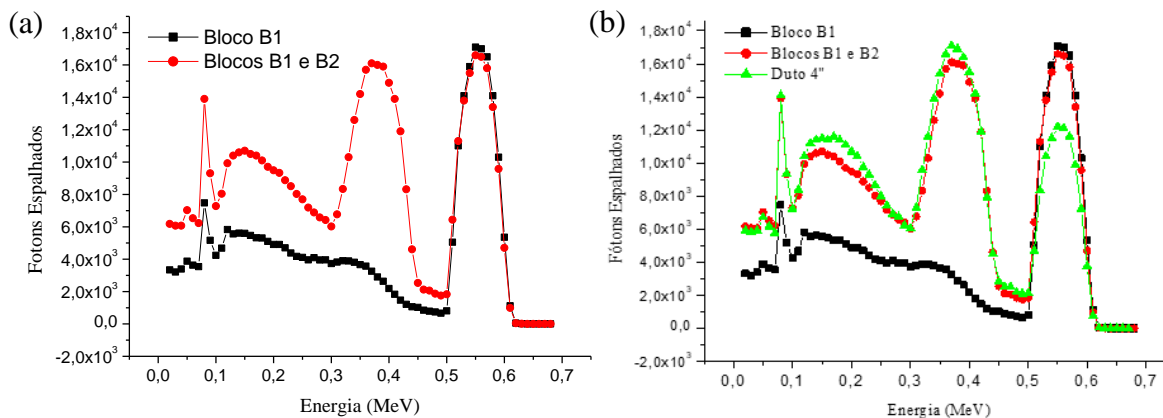 (a)
1,8x10⁴
1,6x10⁴
1,4x10⁴
1,2x10⁴
1,0x10⁴
8,0x10³
6,0x10³
4,0x10³
2,0x10³
0,0
-2,0x10³
Fotons Espalhados
Bloco B1
Blocos B1 e B2
0,0 0,1 0,2 0,3 0,4 0,5 0,6 0,7
Energia (MeV)
(b)
1,8x10⁴
1,6x10⁴
1,4x10⁴
1,2x10⁴
1,0x10⁴
8,0x10³
6,0x10³
4,0x10³
2,0x10³
0,0
-2,0x10³
Fótons Espalhados
Bloco B1
Blocos B1 e B2
Duto 4"
0,0 0,1 0,2 0,3 0,4 0,5 0,6 0,7
Energia (MeV)